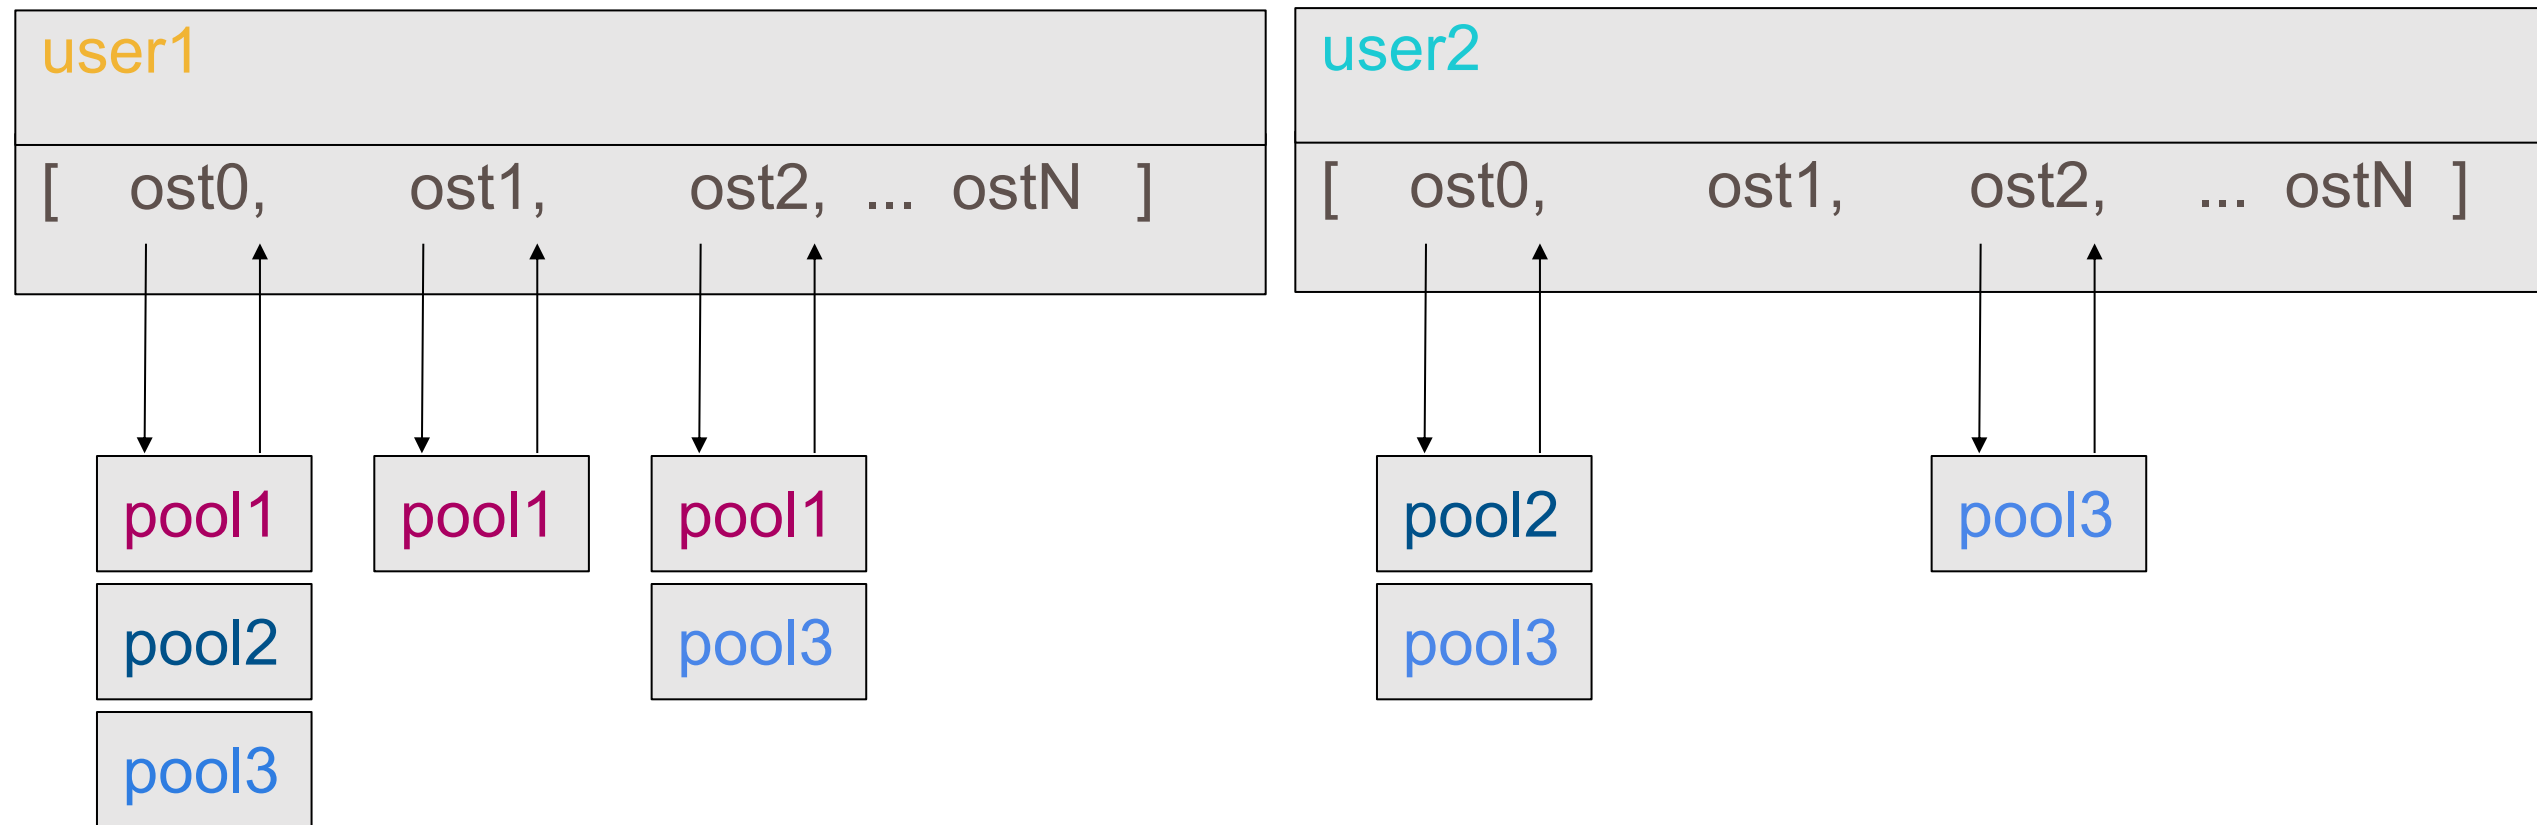 user1
[ ost0, ost1, ost2, ... ostN ]
pool1 pool1 pool1
pool2 pool3
pool3
user2
[ ost0, ost1, ost2, ... ostN ]
pool2 pool3
pool3